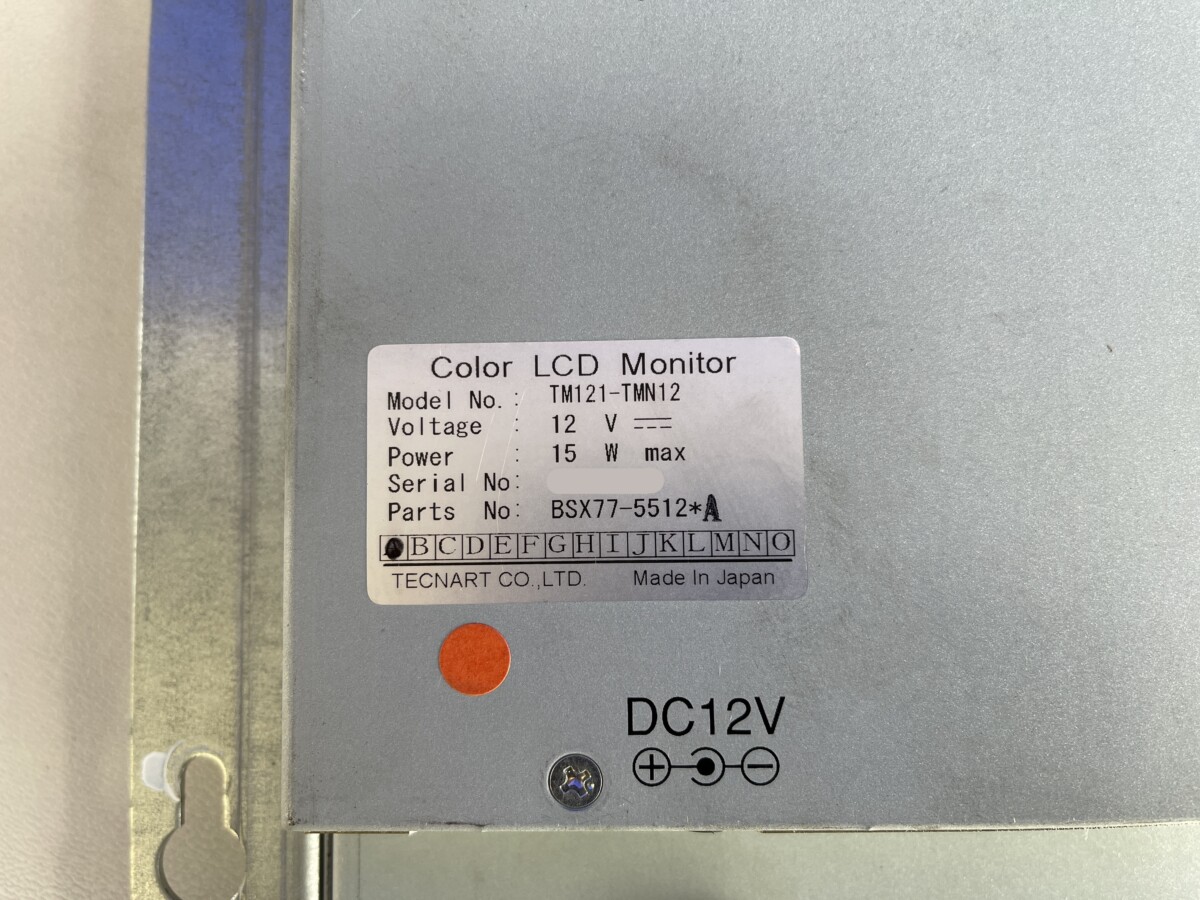 Color LCD Monitor
Model No.: TM121-TMN12
Voltage : 12 V ⎓
Power : 15 W max
Serial No:
Parts No: BSX77-5512*A
A B C D E F G H I J K L M N O
TECNART CO.,LTD. Made In Japan
DC12V